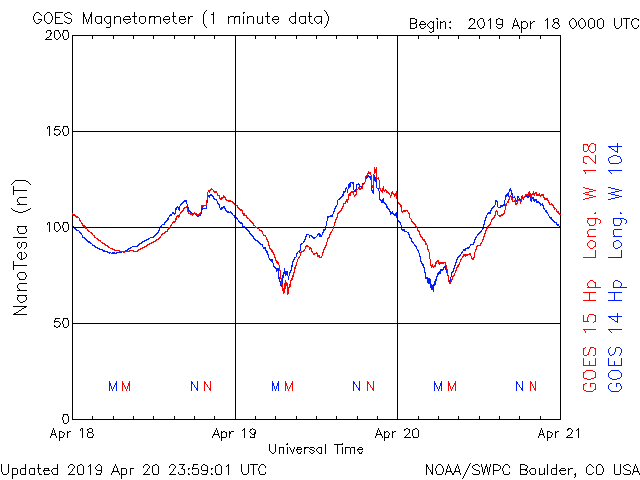 GOES Magnetometer (1 minute data)
Begin: 2019 Apr 18 0000 UTC
200
150
100
50
0
NanoTesla (nT)
M M N N M M N N M M N N
Apr 18 Apr 19 Apr 20 Apr 21
Universal Time
GOES 15 Hp Long. W 128
GOES 14 Hp Long. W 104
Updated 2019 Apr 20 23:59:01 UTC
NOAA/SWPC Boulder, CO USA